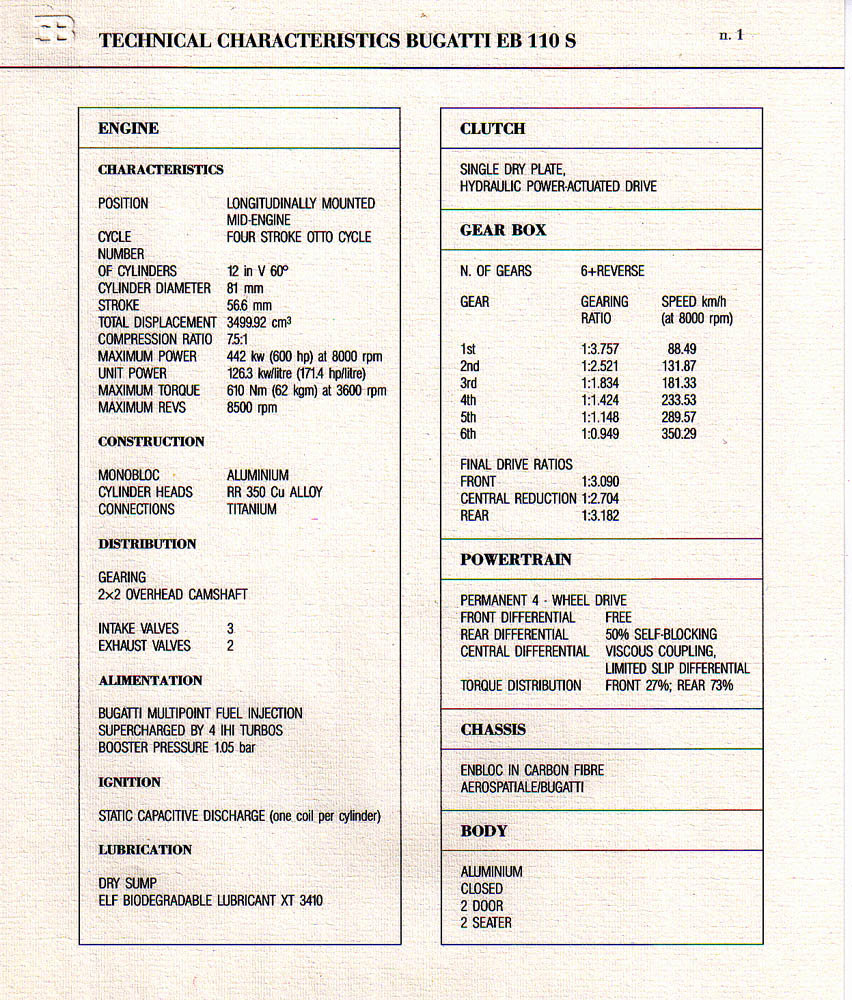 EB
TECHNICAL CHARACTERISTICS BUGATTI EB 110 S
n. 1
ENGINE
CHARACTERISTICS
POSITION LONGITUDINALLY MOUNTED
MID-ENGINE
CYCLE FOUR STROKE OTTO CYCLE
NUMBER
OF CYLINDERS 12 in V 60°
CYLINDER DIAMETER 81 mm
STROKE 56.6 mm
TOTAL DISPLACEMENT 3499.92 cm³
COMPRESSION RATIO 7.5:1
MAXIMUM POWER 442 kw (600 hp) at 8000 rpm
UNIT POWER 126.3 kw/litre (171.4 hp/litre)
MAXIMUM TORQUE 610 Nm (62 kgm) at 3600 rpm
MAXIMUM REVS 8500 rpm
CONSTRUCTION
MONOBLOC ALUMINIUM
CYLINDER HEADS RR 350 Cu ALLOY
CONNECTIONS TITANIUM
DISTRIBUTION
GEARING
2×2 OVERHEAD CAMSHAFT
INTAKE VALVES 3
EXHAUST VALVES 2
ALIMENTATION
BUGATTI MULTIPOINT FUEL INJECTION
SUPERCHARGED BY 4 IHI TURBOS
BOOSTER PRESSURE 1.05 bar
IGNITION
STATIC CAPACITIVE DISCHARGE (one coil per cylinder)
LUBRICATION
DRY SUMP
ELF BIODEGRADABLE LUBRICANT XT 3410
CLUTCH
SINGLE DRY PLATE,
HYDRAULIC POWER-ACTUATED DRIVE
GEAR BOX
N. OF GEARS 6+REVERSE
GEAR GEARING SPEED km/h
RATIO (at 8000 rpm)
1st 1:3.757 88.49
2nd 1:2.521 131.87
3rd 1:1.834 181.33
4th 1:1.424 233.53
5th 1:1.148 289.57
6th 1:0.949 350.29
FINAL DRIVE RATIOS
FRONT 1:3.090
CENTRAL REDUCTION 1:2.704
REAR 1:3.182
POWERTRAIN
PERMANENT 4 - WHEEL DRIVE
FRONT DIFFERENTIAL FREE
REAR DIFFERENTIAL 50% SELF-BLOCKING
CENTRAL DIFFERENTIAL VISCOUS COUPLING,
LIMITED SLIP DIFFERENTIAL
TORQUE DISTRIBUTION FRONT 27%; REAR 73%
CHASSIS
ENBLOC IN CARBON FIBRE
AEROSPATIALE/BUGATTI
BODY
ALUMINIUM
CLOSED
2 DOOR
2 SEATER